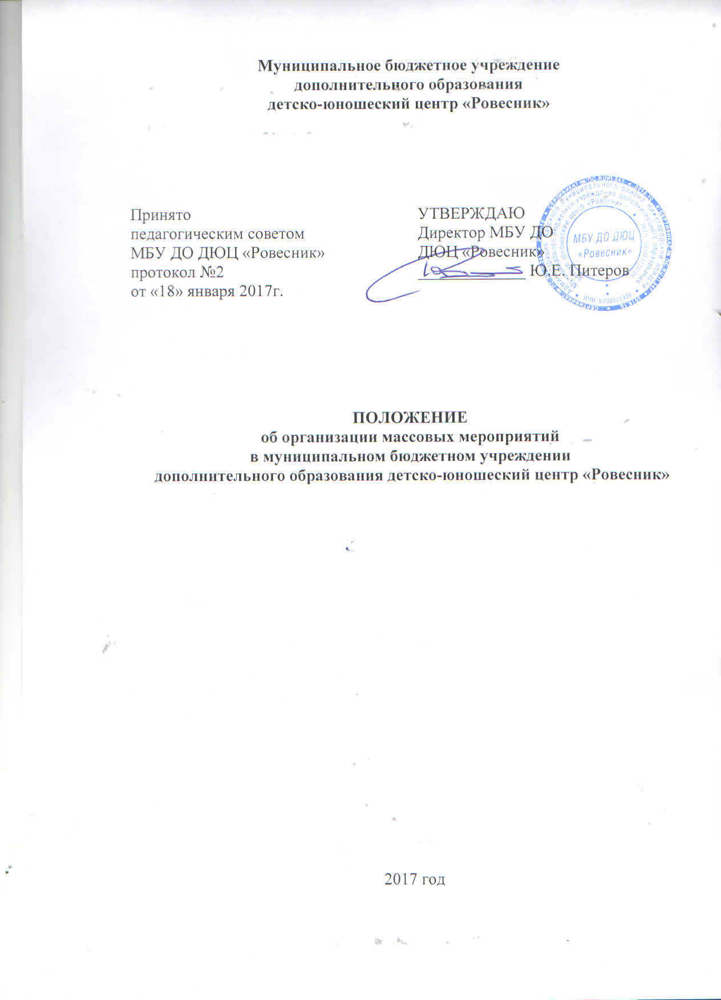 Муниципальное бюджетное учреждение
дополнительного образования
детско-юношеский центр «Ровесник»
Принято
педагогическим советом
МБУ ДО ДЮЦ «Ровесник»
протокол №2
от «18» января 2017г.
УТВЕРЖДАЮ
Директор МБУ ДО
ДЮЦ «Ровесник»
Ю.Е. Питеров
МБУ ДО ДЮЦ
«Ровесник»
ПОЛОЖЕНИЕ
об организации массовых мероприятий
в муниципальном бюджетном учреждении
дополнительного образования детско-юношеский центр «Ровесник»
2017 год